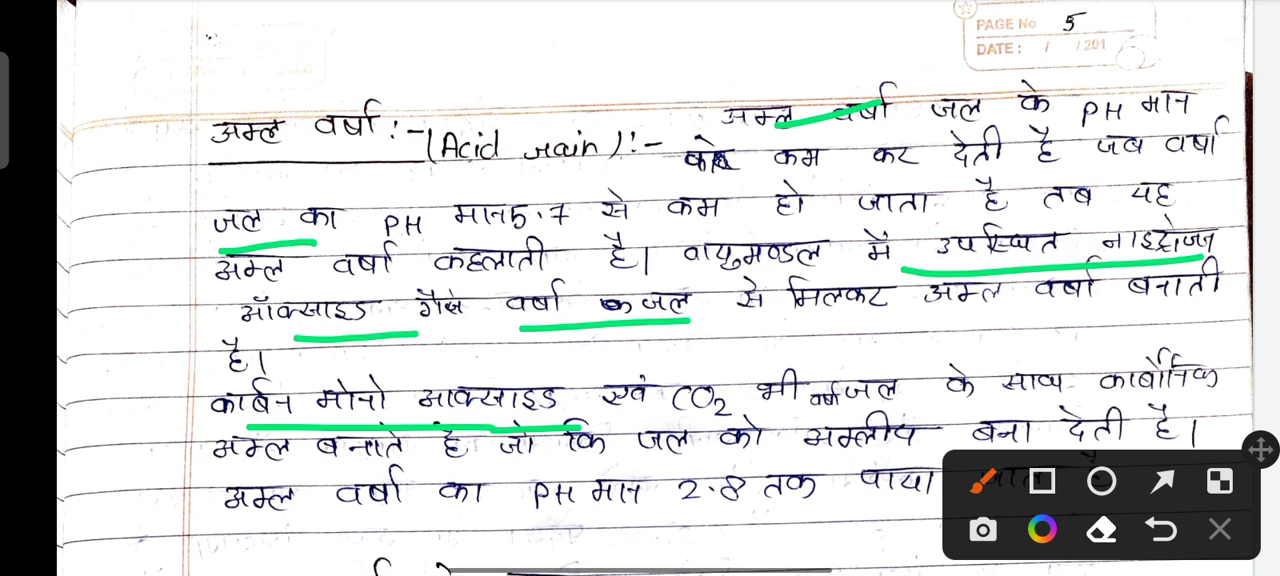 PAGE No 5
DATE: / /201
अम्ल वर्षा जल के PH मान
अम्ल वर्षा :- (Acid rain) :- को कम कर देती है जब वर्षा
जल का PH मान 5.7 से कम हो जाता है तब यह
अम्ल वर्षा कहलाती है। वायुमण्डल में उपस्थित नाइट्रोजन
ऑक्साइड गैस वर्षा जल से मिलकर अम्ल वर्षा बनाती
है।
कार्बन मोनो आक्साइड एवं CO2 भी वर्षा जल के साथ कार्बोनिक
अम्ल बनाते है जो कि जल को अम्लीय बना देती है।
अम्ल वर्षा का PH मान 2.8 तक पाया